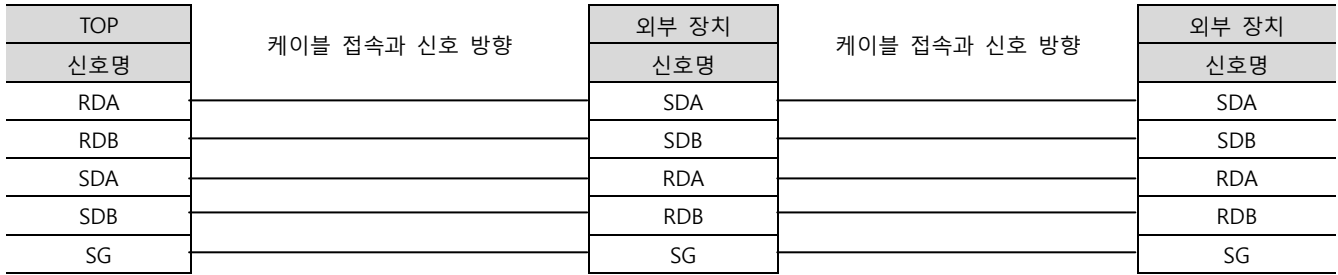 TOP 케이블 접속과 신호 방향 외부 장치 케이블 접속과 신호 방향 외부 장치
신호명 신호명 신호명
RDA SDA SDA
RDB SDB SDB
SDA RDA RDA
SDB RDB RDB
SG SG SG